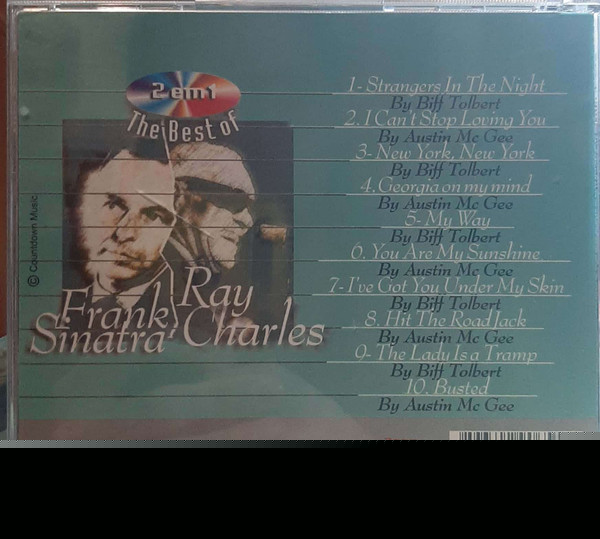 2 em 1
The Best of
© Countdown Music
Frank Sinatra
Ray Charles
1- Strangers In The Night
By Biff Tolbert
2. I Can't Stop Loving You
By Austin Mc Gee
3- New York, New York
By Biff Tolbert
4. Georgia on my mind
By Austin Mc Gee
5- My Way
By Biff Tolbert
6. You Are My Sunshine
By Austin Mc Gee
7- I've Got You Under My Skin
By Biff Tolbert
8. Hit The Road Jack
By Austin Mc Gee
9- The Lady Is a Tramp
By Biff Tolbert
10. Busted
By Austin Mc Gee